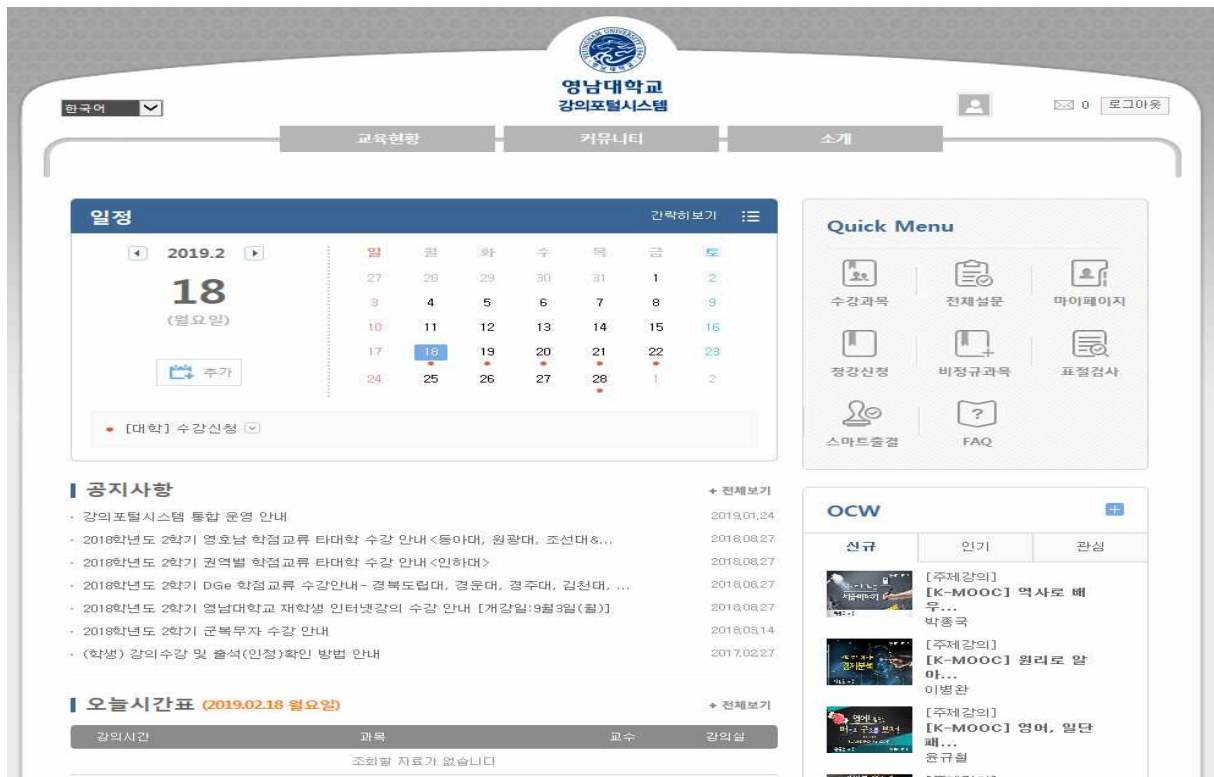 영남대학교
강의포털시스템
한국어
0 로그아웃
교육현황 커뮤니티 소개
일정 간략히보기
2019.2
18
(월요일)
추가
일 월 화 수 목 금 토
27 28 29 30 31 1 2
3 4 5 6 7 8 9
10 11 12 13 14 15 16
17 18 19 20 21 22 23
24 25 26 27 28 1 2
[대학] 수강신청
공지사항 + 전체보기
· 강의포털시스템 통합 운영 안내 2019.01.24
· 2018학년도 2학기 영호남 학점교류 타대학 수강 안내<동아대, 원광대, 조선대&... 2018.08.27
· 2018학년도 2학기 권역별 학점교류 타대학 수강 안내<인하대> 2018.08.27
· 2018학년도 2학기 DGe 학점교류 수강안내- 경북도립대, 경운대, 경주대, 김천대, ... 2018.08.27
· 2018학년도 2학기 영남대학교 재학생 인터넷강의 수강 안내 [개강일:9월3일(월)] 2018.08.27
· 2018학년도 2학기 군복무자 수강 안내 2018.03.14
· (학생) 강의수강 및 출석(인정)확인 방법 안내 2017.02.27
오늘시간표 (2019.02.18 월요일) + 전체보기
강의시간 과목 교수 강의실
조회할 자료가 없습니다
Quick Menu
수강과목 전체설문 마이페이지
청강신청 비정규과목 표절검사
스마트출결 FAQ
OCW
신규 인기 관심
[주제강의]
[K-MOOC] 역사로 배
우...
박종국
[주제강의]
[K-MOOC] 원리로 알
아...
이병완
[주제강의]
[K-MOOC] 영어, 일단
패...
윤규철